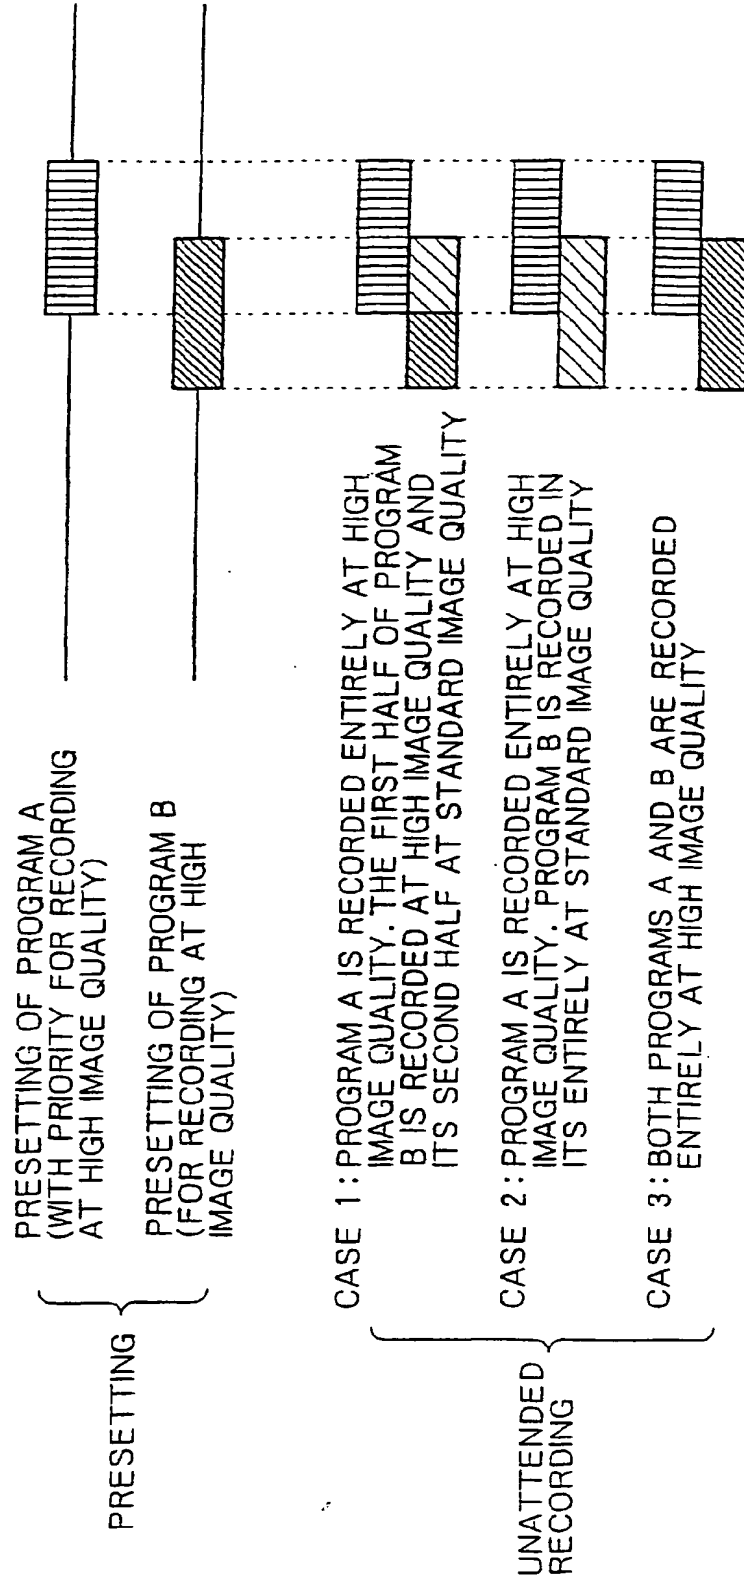 PRESETTING
PRESETTING OF PROGRAM A
(WITH PRIORITY FOR RECORDING
AT HIGH IMAGE QUALITY)
PRESETTING OF PROGRAM B
(FOR RECORDING AT HIGH
IMAGE QUALITY)
UNATTENDED
RECORDING
CASE 1: PROGRAM A IS RECORDED ENTIRELY AT HIGH
IMAGE QUALITY. THE FIRST HALF OF PROGRAM
B IS RECORDED AT HIGH IMAGE QUALITY AND
ITS SECOND HALF AT STANDARD IMAGE QUALITY
CASE 2: PROGRAM A IS RECORDED ENTIRELY AT HIGH
IMAGE QUALITY. PROGRAM B IS RECORDED IN
ITS ENTIRELY AT STANDARD IMAGE QUALITY
CASE 3: BOTH PROGRAMS A AND B ARE RECORDED
ENTIRELY AT HIGH IMAGE QUALITY